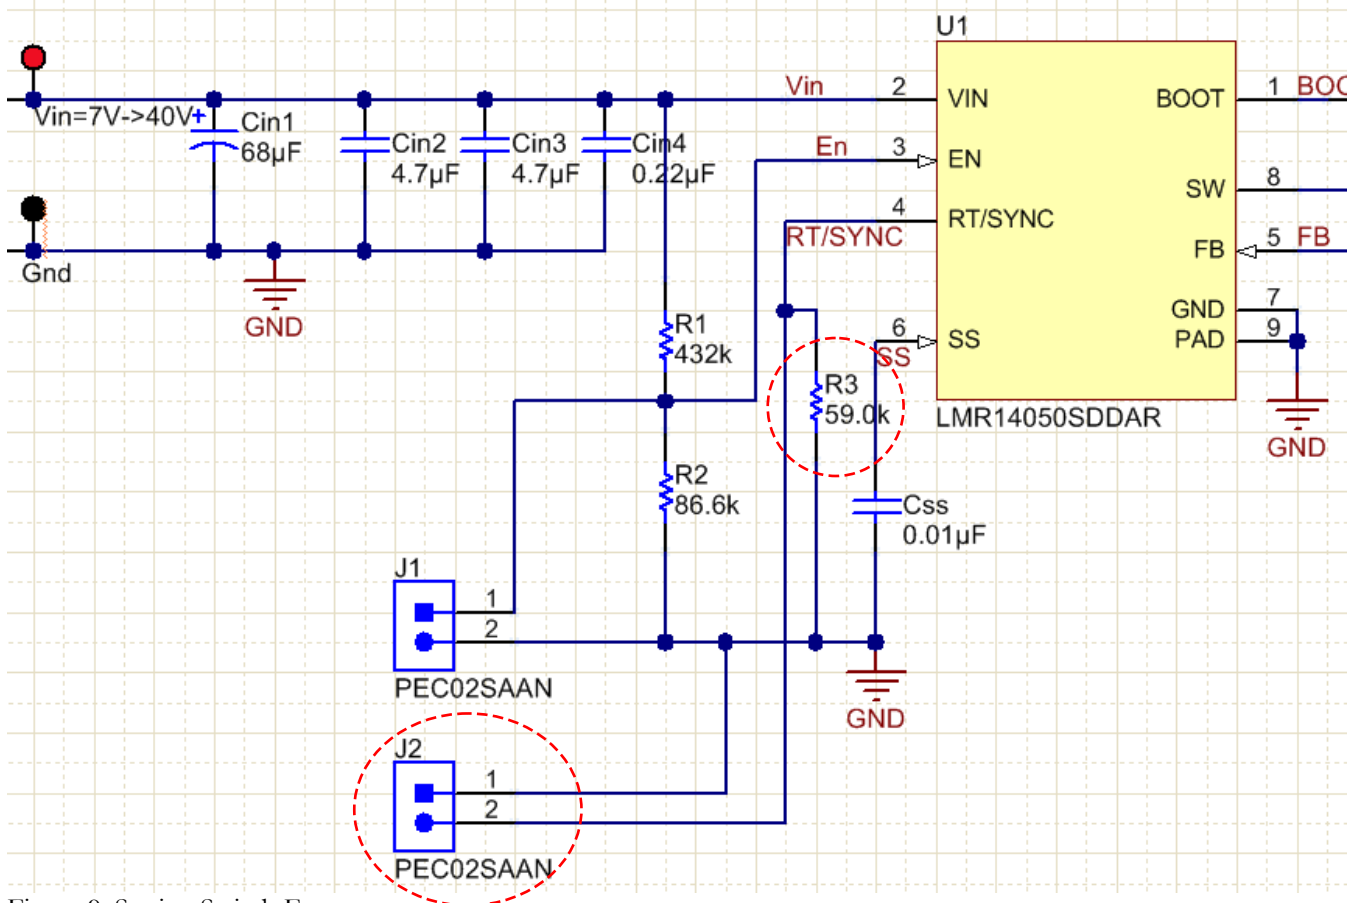 U1
Vin=7V->40V
+
Cin1
68µF
Cin2
4.7µF
Cin3
4.7µF
Cin4
0.22µF
Vin
2
VIN
BOOT
1
En
3
EN
SW
8
4
RT/SYNC
RT/SYNC
FB
5
FB
Gnd
GND
GND
7
PAD
9
6
SS
SS
R1
432k
R3
59.0k
LMR14050SDDAR
GND
R2
86.6k
Css
0.01µF
J1
1
2
PEC02SAAN
GND
J2
1
2
PEC02SAAN